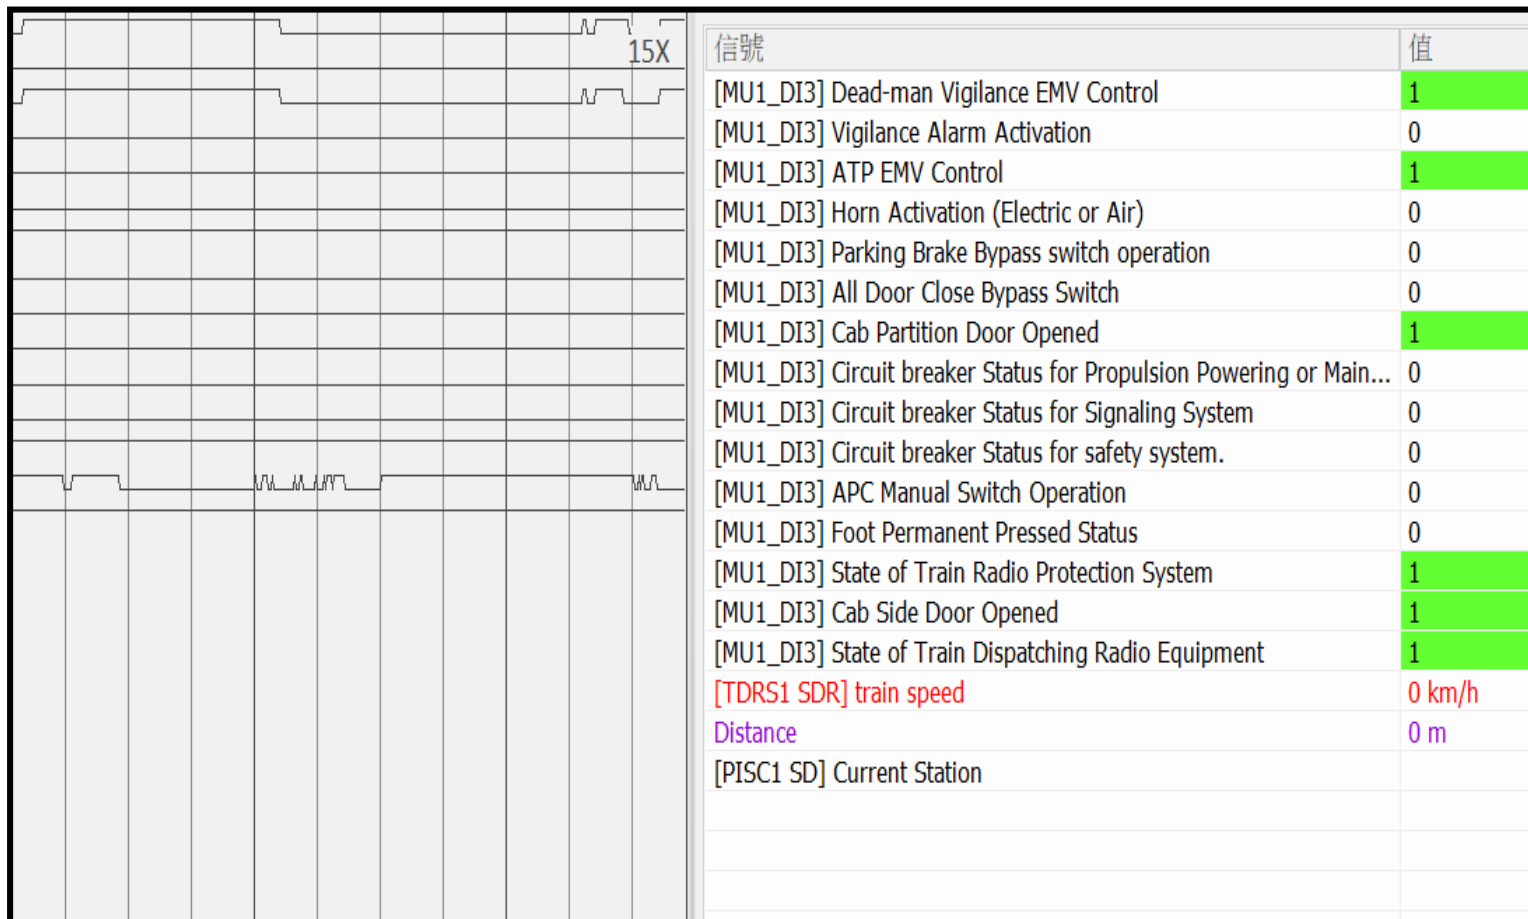 15X
信號 值
[MU1_DI3] Dead-man Vigilance EMV Control 1
[MU1_DI3] Vigilance Alarm Activation 0
[MU1_DI3] ATP EMV Control 1
[MU1_DI3] Horn Activation (Electric or Air) 0
[MU1_DI3] Parking Brake Bypass switch operation 0
[MU1_DI3] All Door Close Bypass Switch 0
[MU1_DI3] Cab Partition Door Opened 1
[MU1_DI3] Circuit breaker Status for Propulsion Powering or Main... 0
[MU1_DI3] Circuit breaker Status for Signaling System 0
[MU1_DI3] Circuit breaker Status for safety system. 0
[MU1_DI3] APC Manual Switch Operation 0
[MU1_DI3] Foot Permanent Pressed Status 0
[MU1_DI3] State of Train Radio Protection System 1
[MU1_DI3] Cab Side Door Opened 1
[MU1_DI3] State of Train Dispatching Radio Equipment 1
[TDRS1 SDR] train speed 0 km/h
Distance 0 m
[PISC1 SD] Current Station